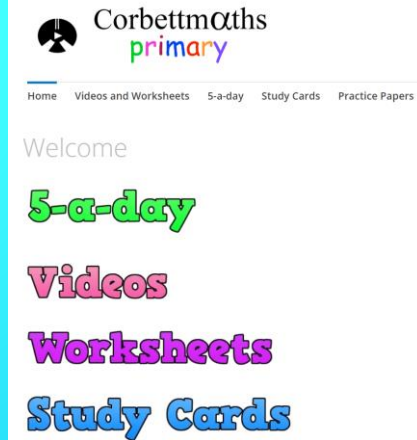 Corbettmαths
primary
Home Videos and Worksheets 5-a-day Study Cards Practice Papers
Welcome
5-a-day
Videos
Worksheets
Study Cards